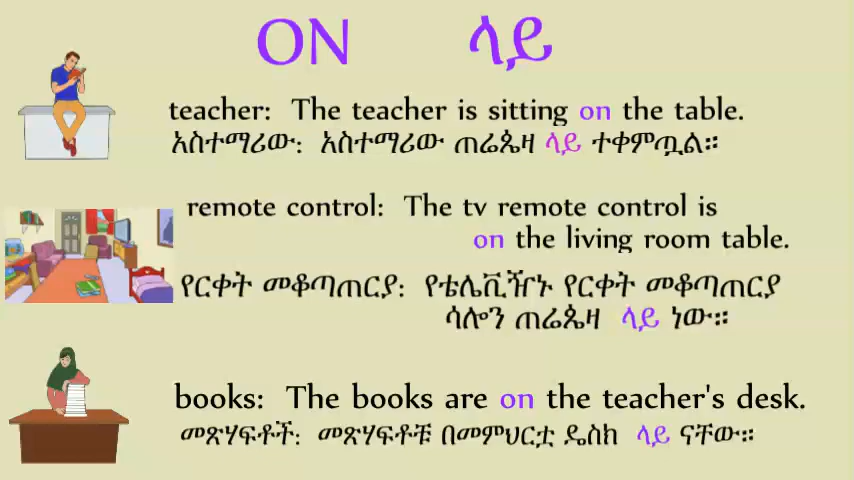 ON ላይ
teacher: The teacher is sitting on the table.
አስተማሪው: አስተማሪው ጠሬጴዛ ላይ ተቀምጧል።
remote control: The tv remote control is
on the living room table.
የርቀት መቆጣጠርያ: የቴሌቪዥኑ የርቀት መቆጣጠርያ
ሳሎን ጠሬጴዛ ላይ ነው።
books: The books are on the teacher's desk.
መጽሃፍቶች: መጽሃፍቶቹ በመምህርቷ ዴስክ ላይ ናቸው።